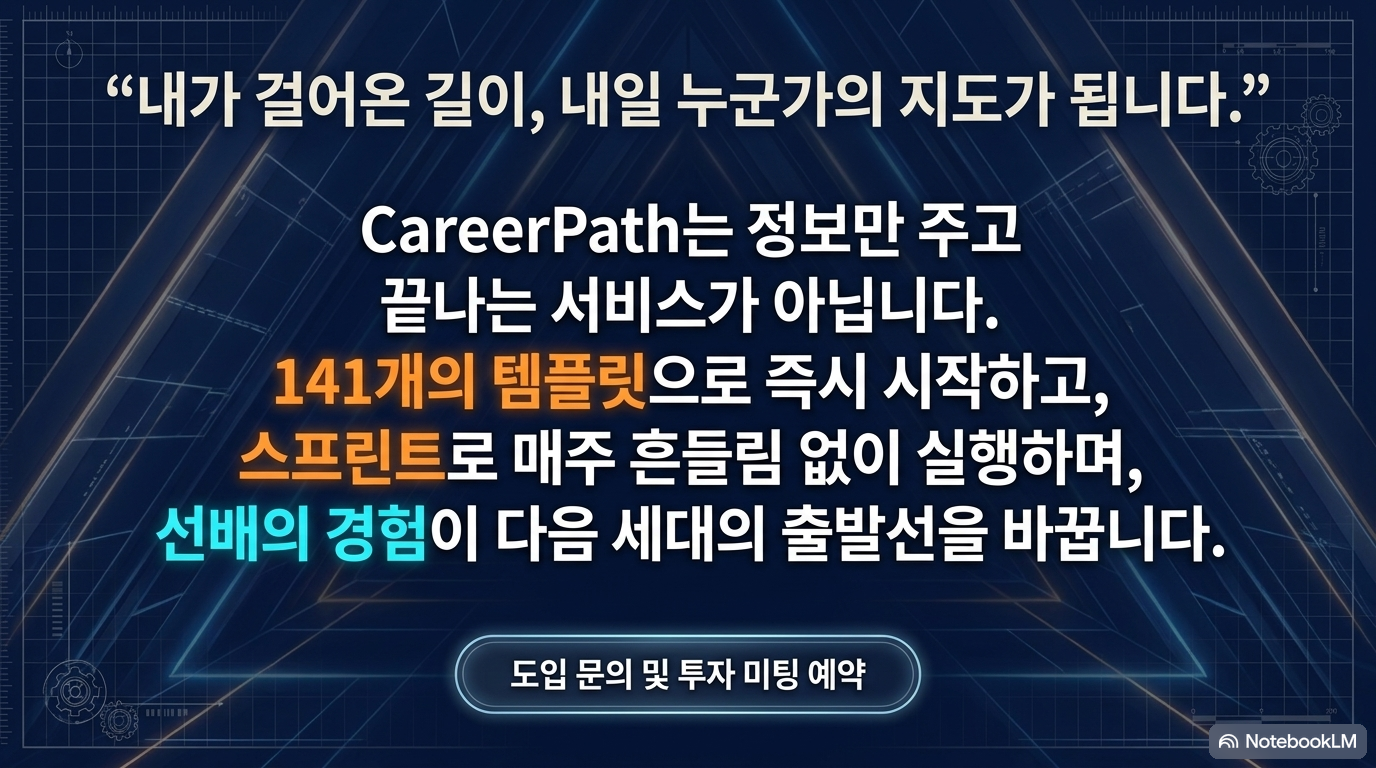 “내가 걸어온 길이, 내일 누군가의 지도가 됩니다.”
CareerPath는 정보만 주고
끝나는 서비스가 아닙니다.
141개의 템플릿으로 즉시 시작하고,
스프린트로 매주 흔들림 없이 실행하며,
선배의 경험이 다음 세대의 출발선을 바꿉니다.
도입 문의 및 투자 미팅 예약
NotebookLM